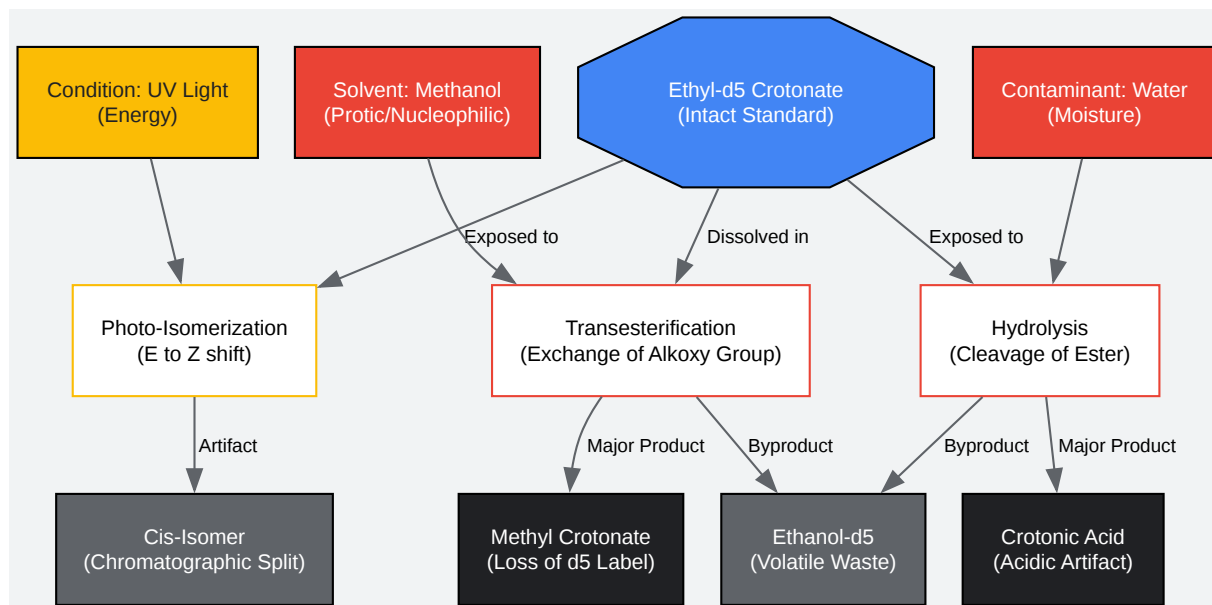 Condition: UV Light
(Energy)
Solvent: Methanol
(Protic/Nucleophilic)
Ethyl-d5 Crotonate
(Intact Standard)
Contaminant: Water
(Moisture)
Exposed to
Dissolved in
Exposed to
Photo-Isomerization
(E to Z shift)
Transesterification
(Exchange of Alkoxy Group)
Hydrolysis
(Cleavage of Ester)
Artifact
Major Product
Byproduct
Byproduct
Major Product
Cis-Isomer
(Chromatographic Split)
Methyl Crotonate
(Loss of d5 Label)
Ethanol-d5
(Volatile Waste)
Crotonic Acid
(Acidic Artifact)